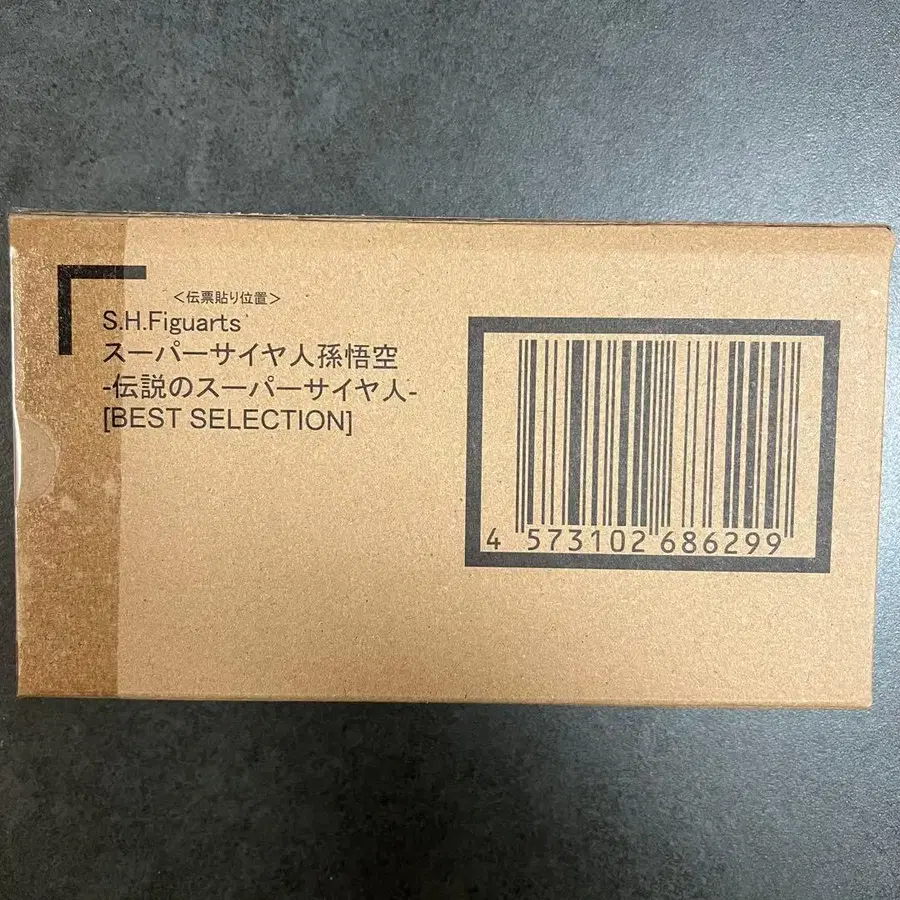 ＜伝票貼り位置＞
S.H.Figuarts
スーパーサイヤ人孫悟空
-伝説のスーパーサイヤ人-
[BEST SELECTION]
4 573102 686299